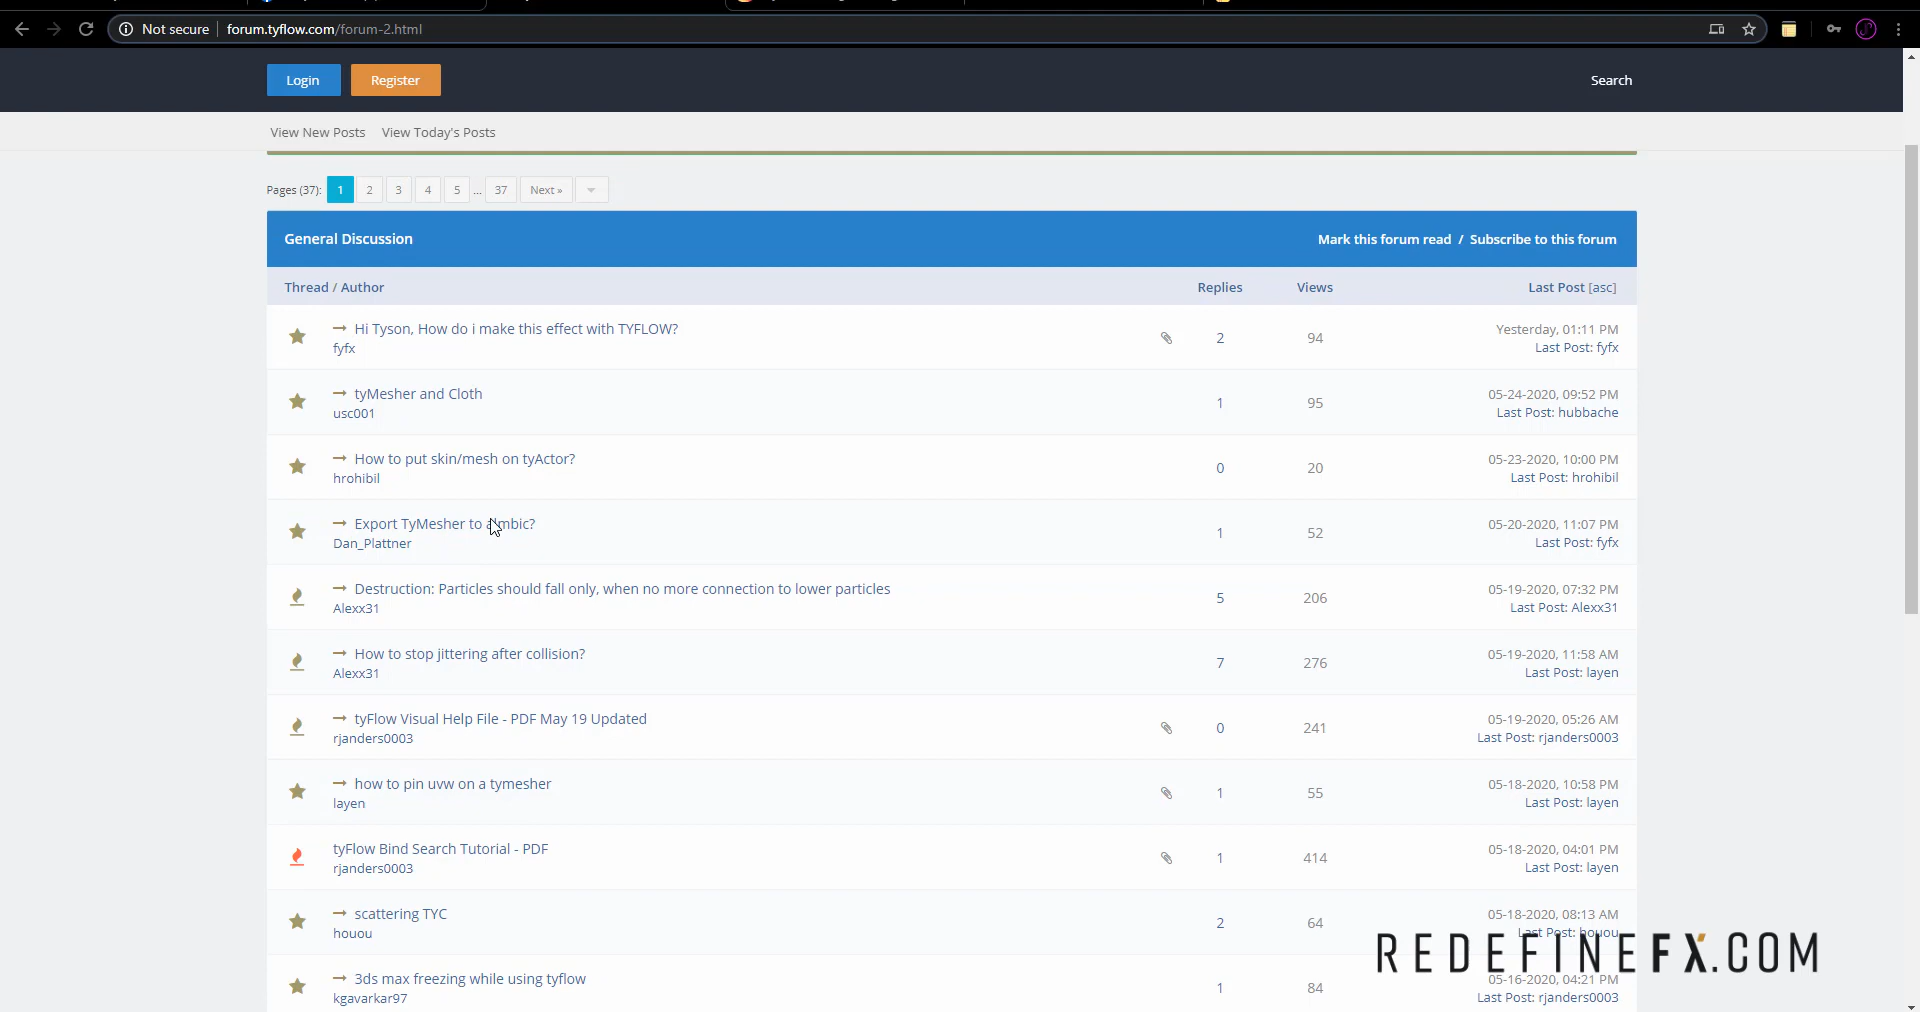 Not secure
forum.tyflow.com/forum-2.html
Login
Register
Search
View New Posts
View Today's Posts
Pages (37):
1
2
3
4
5
...
37
Next »
General Discussion
Mark this forum read / Subscribe to this forum
Thread / Author
Replies
Views
Last Post [asc]
Hi Tyson, How do i make this effect with TYFLOW?
fyfx
2
94
Yesterday, 01:11 PM
Last Post: fyfx
tyMesher and Cloth
usc001
1
95
05-24-2020, 09:52 PM
Last Post: hubbache
How to put skin/mesh on tyActor?
hrohibil
0
20
05-23-2020, 10:00 PM
Last Post: hrohibil
Export TyMesher to almbic?
Dan_Plattner
1
52
05-20-2020, 11:07 PM
Last Post: fyfx
Destruction: Particles should fall only, when no more connection to lower particles
Alexx31
5
206
05-19-2020, 07:32 PM
Last Post: Alexx31
How to stop jittering after collision?
Alexx31
7
276
05-19-2020, 11:58 AM
Last Post: layen
tyFlow Visual Help File - PDF May 19 Updated
rjanders0003
0
241
05-19-2020, 05:26 AM
Last Post: rjanders0003
how to pin uvw on a tymesher
layen
1
55
05-18-2020, 10:58 PM
Last Post: layen
tyFlow Bind Search Tutorial - PDF
rjanders0003
1
414
05-18-2020, 04:01 PM
Last Post: layen
scattering TYC
houou
2
64
05-18-2020, 08:13 AM
Last Post: houou
REDEFINEFX.COM
3ds max freezing while using tyflow
kgavarkar97
1
84
05-16-2020, 04:21 PM
Last Post: rjanders0003